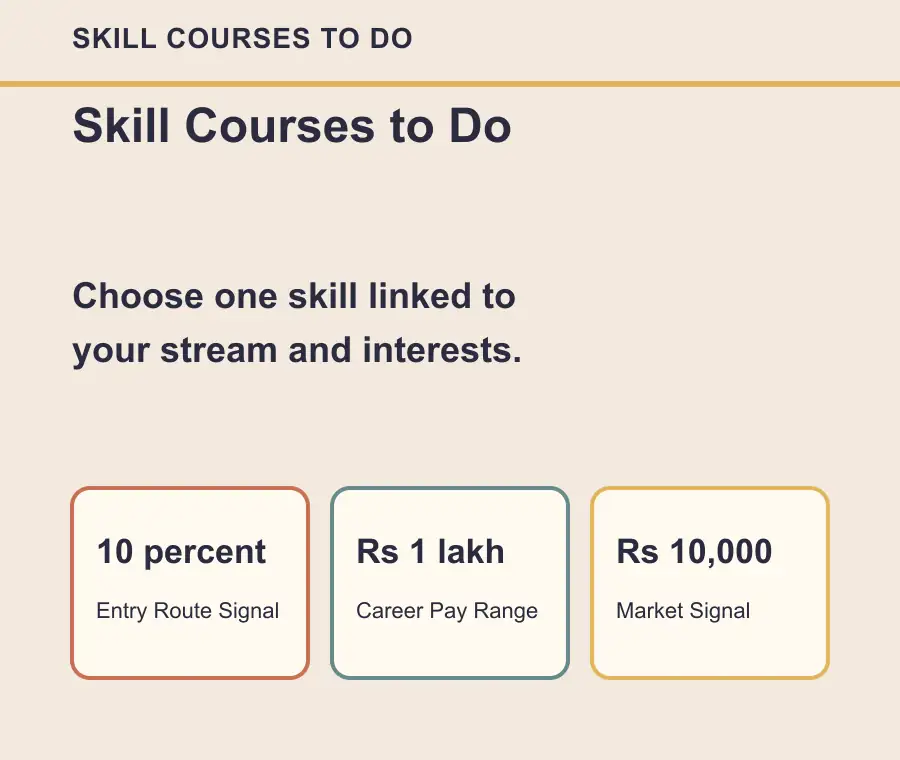 SKILL COURSES TO DO
Skill Courses to Do
Choose one skill linked to
your stream and interests.
10 percent
Entry Route Signal
Rs 1 lakh
Career Pay Range
Rs 10,000
Market Signal